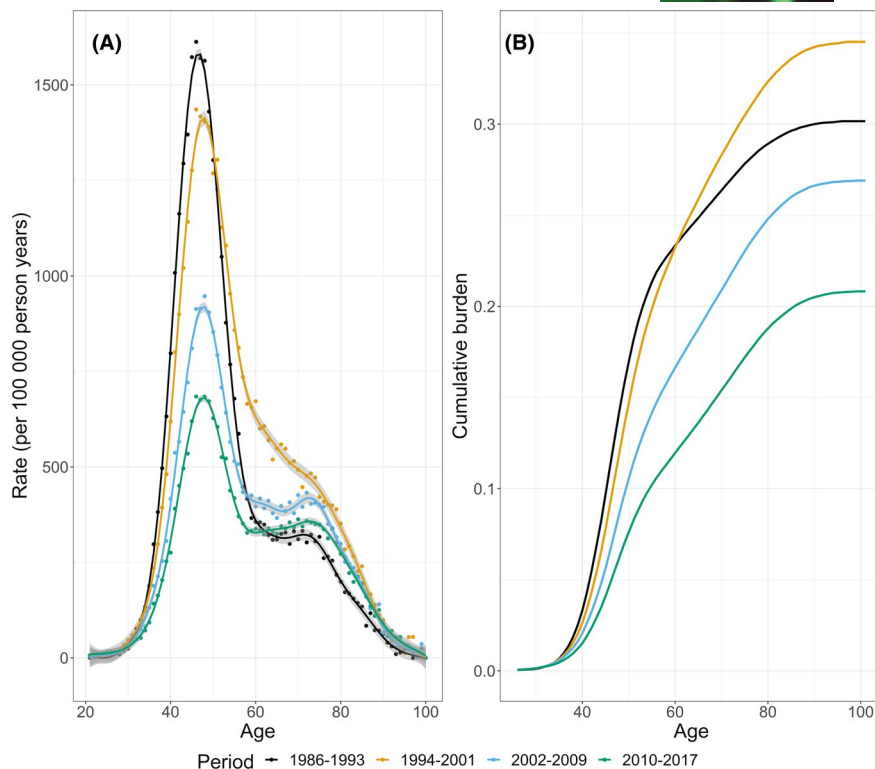 (A)
(B)
Rate (per 100 000 person years)
1500
1000
500
0
20 40 60 80 100
Age
Cumulative burden
0.3
0.2
0.1
0.0
40 60 80 100
Age
Period 1986-1993 1994-2001 2002-2009 2010-2017